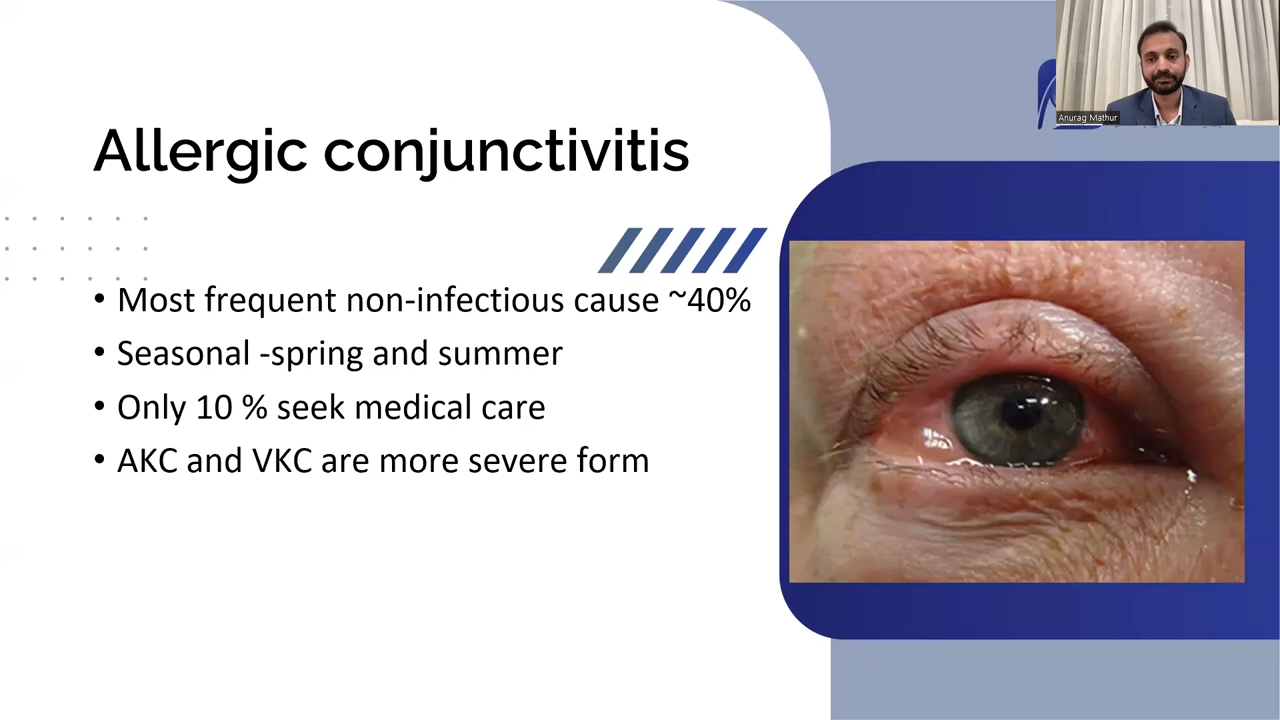 Anurag Mathur
Allergic conjunctivitis
• Most frequent non-infectious cause ~40%
• Seasonal -spring and summer
• Only 10 % seek medical care
• AKC and VKC are more severe form